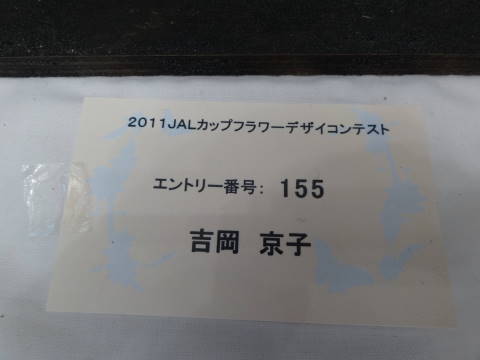 2011JALカップフラワーデザイコンテスト
エントリー番号: 155
吉岡 京子